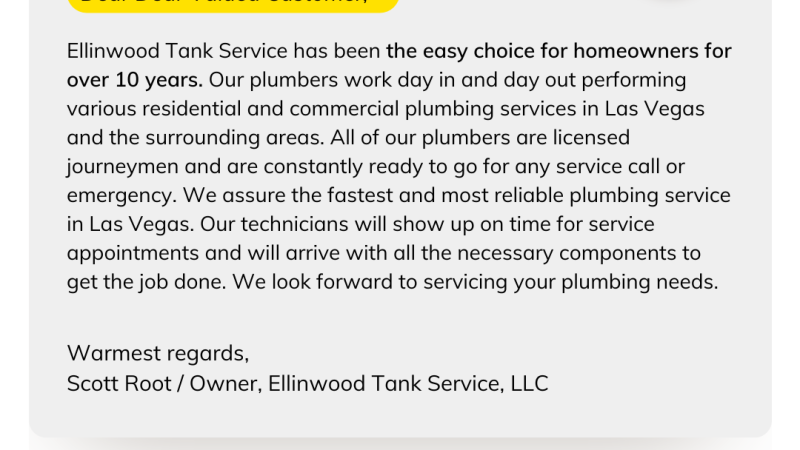 Dear Dear Valued Customer,
Ellinwood Tank Service has been the easy choice for homeowners for
over 10 years. Our plumbers work day in and day out performing
various residential and commercial plumbing services in Las Vegas
and the surrounding areas. All of our plumbers are licensed
journeymen and are constantly ready to go for any service call or
emergency. We assure the fastest and most reliable plumbing service
in Las Vegas. Our technicians will show up on time for service
appointments and will arrive with all the necessary components to
get the job done. We look forward to servicing your plumbing needs.
Warmest regards,
Scott Root / Owner, Ellinwood Tank Service, LLC